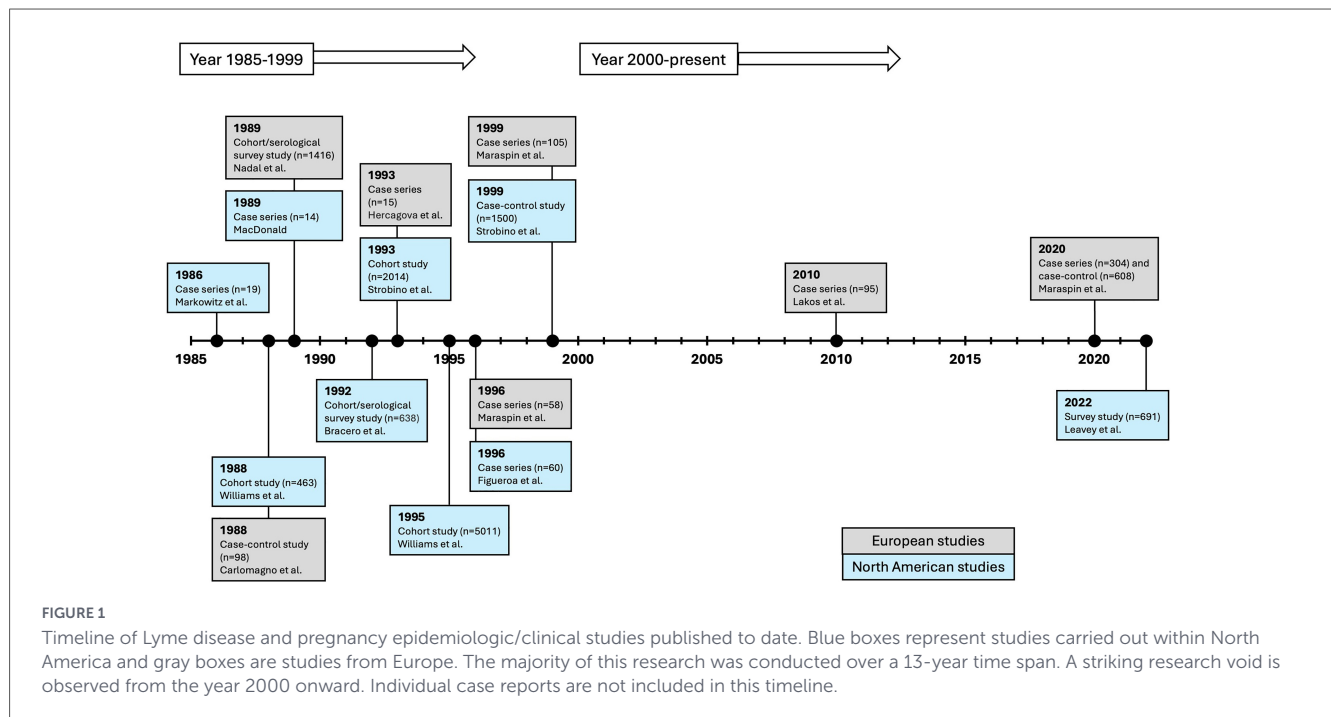 Year 1985-1999
Year 2000-present
1989
Cohort/serological
survey study (n=1416)
Nadal et al.
1989
Case series (n=14)
MacDonald
1986
Case series (n=19)
Markowitz et al.
1993
Case series
(n=15)
Hercagova et al.
1993
Cohort study
(n=2014)
Strobino et al.
1999
Case series (n=105)
Maraspin et al.
1999
Case-control study
(n=1500)
Strobino et al.
2010
Case series (n=95)
Lakos et al.
2020
Case series (n=304) and
case-control (n=608)
Maraspin et al.
1985 1990 1995 2000 2005 2010 2015 2020
1992
Cohort/serological
survey study (n=638)
Bracero et al.
1988
Cohort study (n=463)
Williams et al.
1988
Case-control study
(n=98)
Carlomagno et al.
1996
Case series (n=58)
Maraspin et al.
1996
Case series (n=60)
Figueroa et al.
1995
Cohort study (n=5011)
Williams et al.
2022
Survey study (n=691)
Leavey et al.
European studies
North American studies
FIGURE 1
Timeline of Lyme disease and pregnancy epidemiologic/clinical studies published to date. Blue boxes represent studies carried out within North
America and gray boxes are studies from Europe. The majority of this research was conducted over a 13-year time span. A striking research void is
observed from the year 2000 onward. Individual case reports are not included in this timeline.